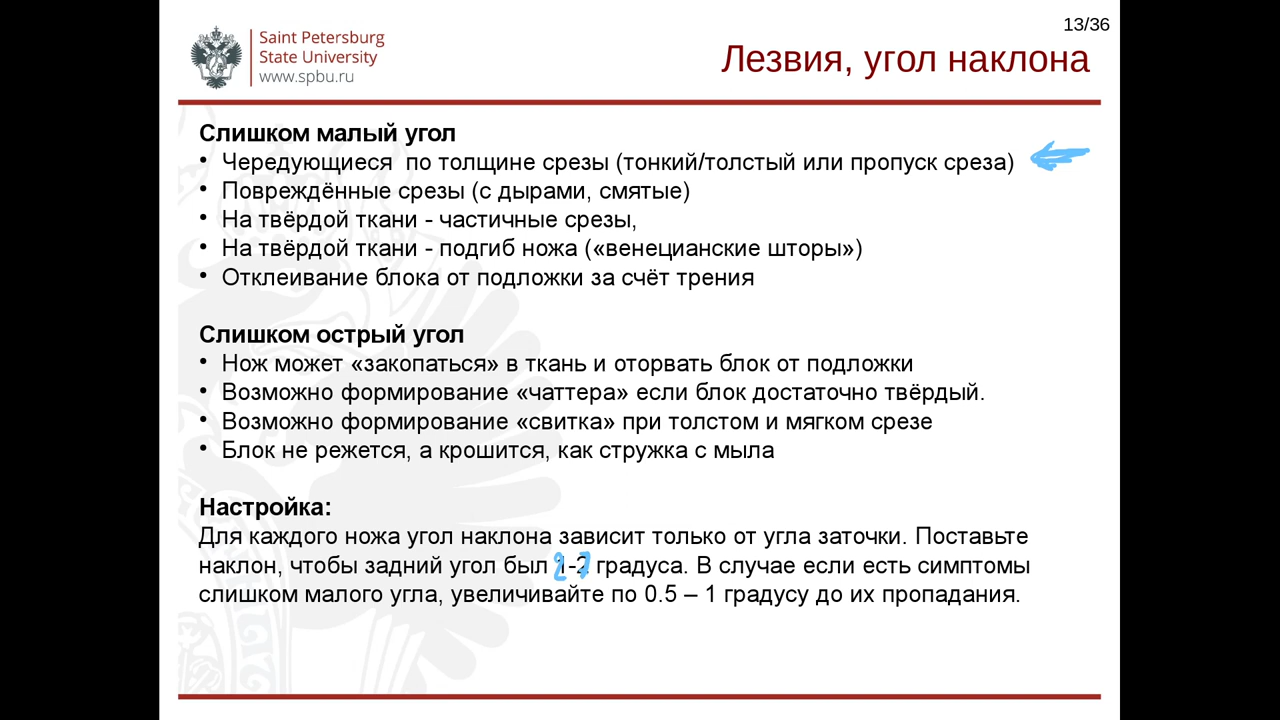 13/36
Saint Petersburg
State University
www.spbu.ru
Лезвия, угол наклона
Слишком малый угол
• Чередующиеся по толщине срезы (тонкий/толстый или пропуск среза)
• Повреждённые срезы (с дырами, смятые)
• На твёрдой ткани - частичные срезы,
• На твёрдой ткани - подгиб ножа («венецианские шторы»)
• Отклеивание блока от подложки за счёт трения
Слишком острый угол
• Нож может «закопаться» в ткань и оторвать блок от подложки
• Возможно формирование «чаттера» если блок достаточно твёрдый.
• Возможно формирование «свитка» при толстом и мягком срезе
• Блок не режется, а крошится, как стружка с мыла
Настройка:
Для каждого ножа угол наклона зависит только от угла заточки. Поставьте
наклон, чтобы задний угол был 1-2 градуса. В случае если есть симптомы
слишком малого угла, увеличивайте по 0.5 – 1 градусу до их пропадания.